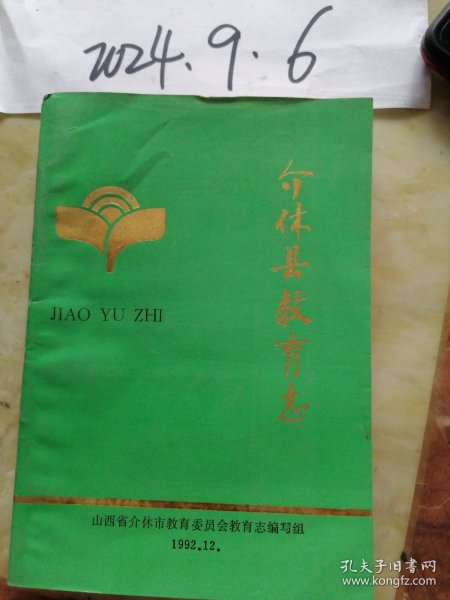 2024.9.6
介休县教育志
JIAO YU ZHI
山西省介休市教育委员会教育志编写组
1992.12.
孔夫子旧书网
www.kongfz.com